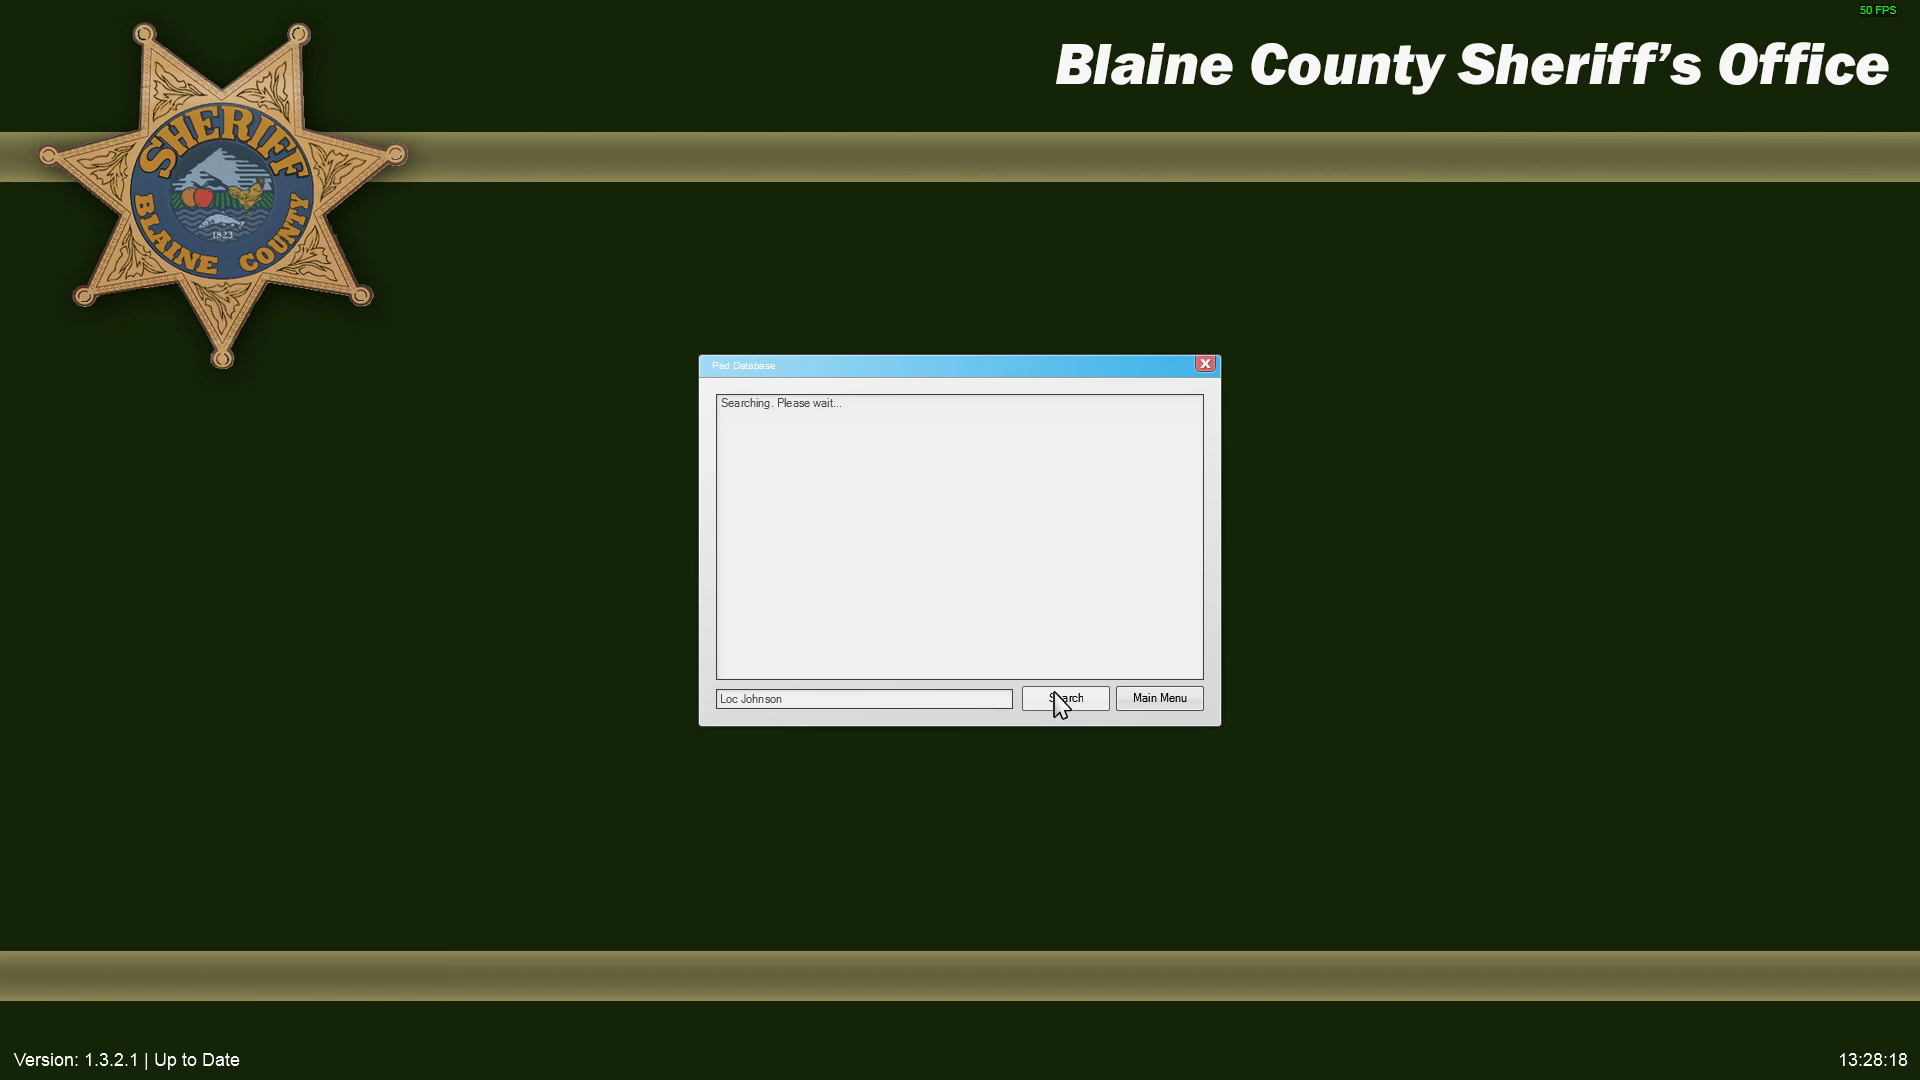 50 FPS
Blaine County Sheriff's Office
SHERIFF
1823
BLAINE COUNTY
Ped Database
X
Searching. Please wait...
Loc Johnson
Search
Main Menu
Version: 1.3.2.1 | Up to Date
13:28:18